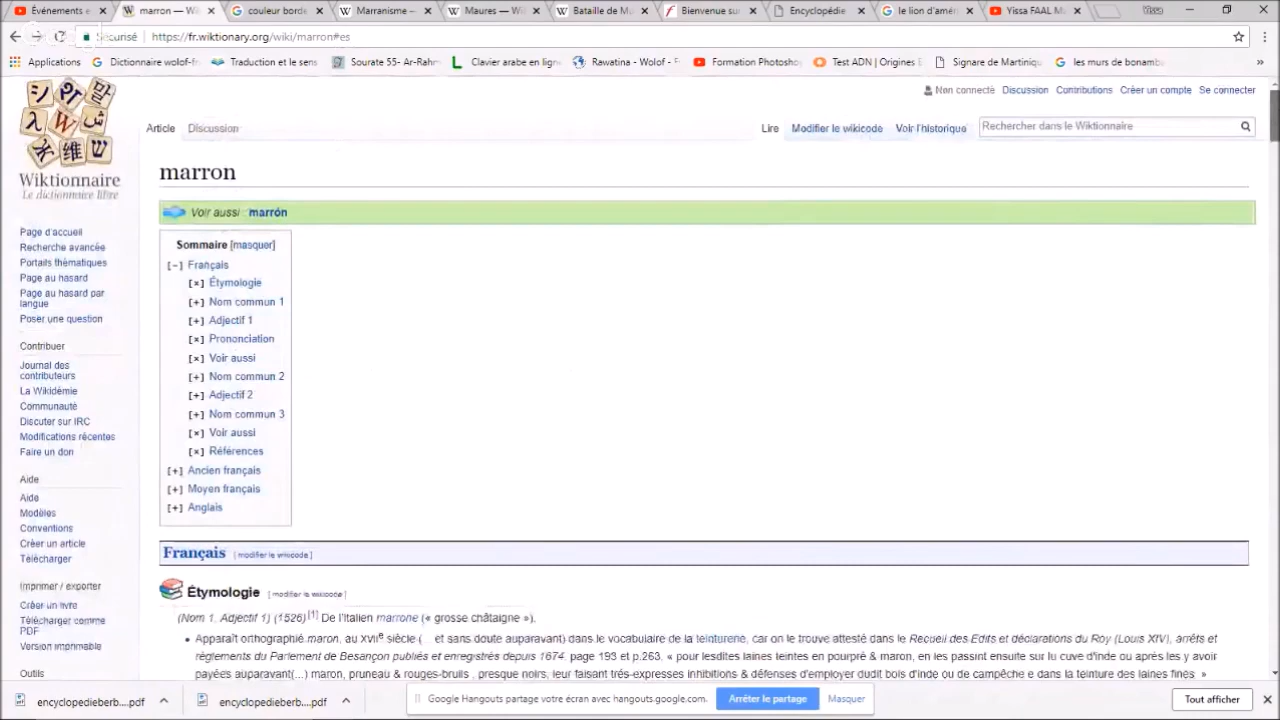 Événements e
marron — Wi
couleur borde
Marranisme –
Maures — Wi
Bataille de Mu
Bienvenue su
Encyclopédie
le lion d'amér
Yissa FAAL M
Yissa
Sécurisé
https://fr.wiktionary.org/wiki/marron#es
Applications
Dictionnaire wolof-fr
Traduction et le sens
Sourate 55- Ar-Rahm
Clavier arabe en ligne
Rawatina - Wolof - F
Formation Photoshop
Test ADN | Origines E
Signare de Martiniqu
les murs de bonamba
»
Non connecté Discussion Contributions Créer un compte Se connecter
Article Discussion
Lire Modifier le wikicode Voir l'historique
Rechercher dans le Wiktionnaire
Wiktionnaire
Le dictionnaire libre
Page d'accueil
Recherche avancée
Portails thématiques
Page au hasard
Page au hasard par
langue
Poser une question
Contribuer
Journal des
contributeurs
La Wikidémie
Communauté
Discuter sur IRC
Modifications récentes
Faire un don
Aide
Aide
Modèles
Conventions
Créer un article
Télécharger
Imprimer / exporter
Créer un livre
Télécharger comme
PDF
Version imprimable
Outils
marron
Voir aussi : marrón
Sommaire [masquer]
[−] Français
[×] Étymologie
[+] Nom commun 1
[+] Adjectif 1
[×] Prononciation
[×] Voir aussi
[+] Nom commun 2
[+] Adjectif 2
[+] Nom commun 3
[×] Voir aussi
[×] Références
[+] Ancien français
[+] Moyen français
[+] Anglais
Français [ modifier le wikicode ]
Étymologie [ modifier le wikicode ]
(Nom 1, Adjectif 1) (1526)[1] De l'italien marrone (« grosse châtaigne »).
• Apparaît orthographié maron, au XVIIe siècle (... et sans doute auparavant) dans le vocabulaire de la teinturerie, car on le trouve attesté dans le Recueil des Edits et déclarations du Roy (Louis XIV), arrêts et
règlements du Parlement de Besançon publiés et enregistrés depuis 1674, page 193 et p.263. « pour lesdites laines teintes en pourpré & maron, en les passant ensuite sur la cuve d'inde ou après les y avoir
payées auparavant(...) maron, pruneau & rouges-bruils , presque noirs, leur faisant très-expresses inhibitions & défenses d'employer dudit bois d'inde ou de campêche e dans la teinture des laines fines »
encyclopedieberb....pdf
encyclopedieberb....pdf
Google Hangouts partage votre écran avec hangouts.google.com.
Arrêter le partage
Masquer
Tout afficher